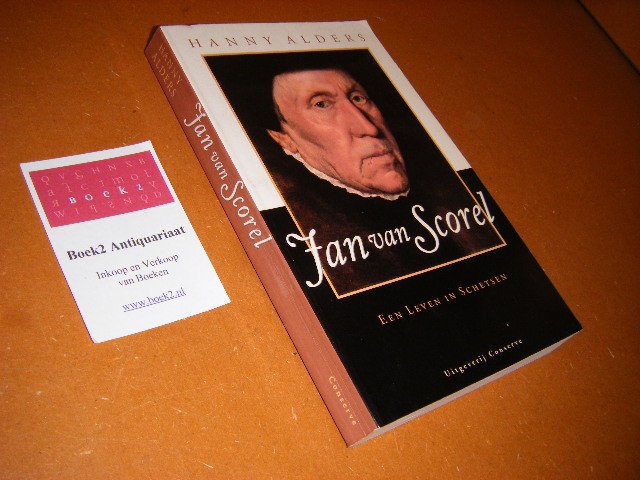 HANNY ALDERS
Jan van Scorel
EEN LEVEN IN SCHETSEN
Uitgeverij Conserve
HANNY
ALDERS
Jan van Scorel
Conserve
BOEK2
Boek2 Antiquariaat
Inkoop en Verkoop
van Boeken
www.boek2.nl